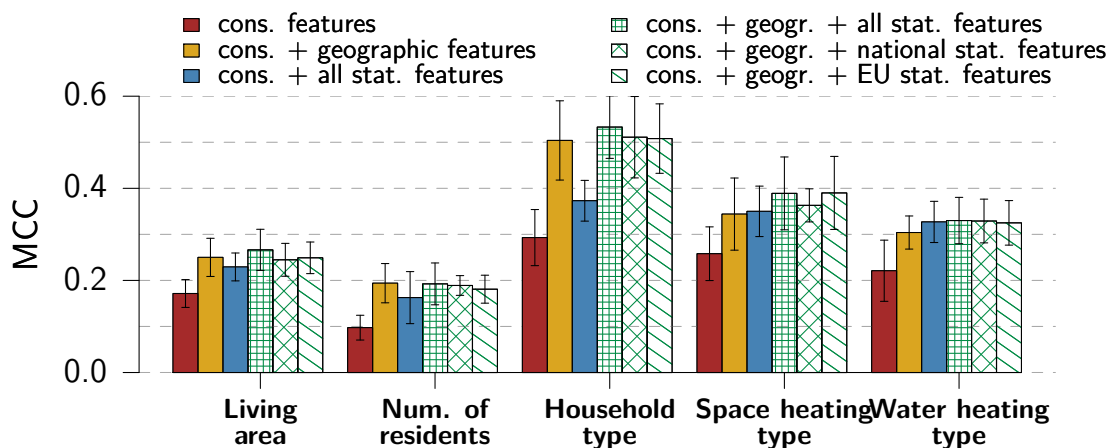 cons. features
cons. + geographic features
cons. + all stat. features
cons. + geogr. + all stat. features
cons. + geogr. + national stat. features
cons. + geogr. + EU stat. features
MCC
0.6
0.4
0.2
0.0
Living
area
Num. of
residents
Household
type
Space heating
type
Water heating
type